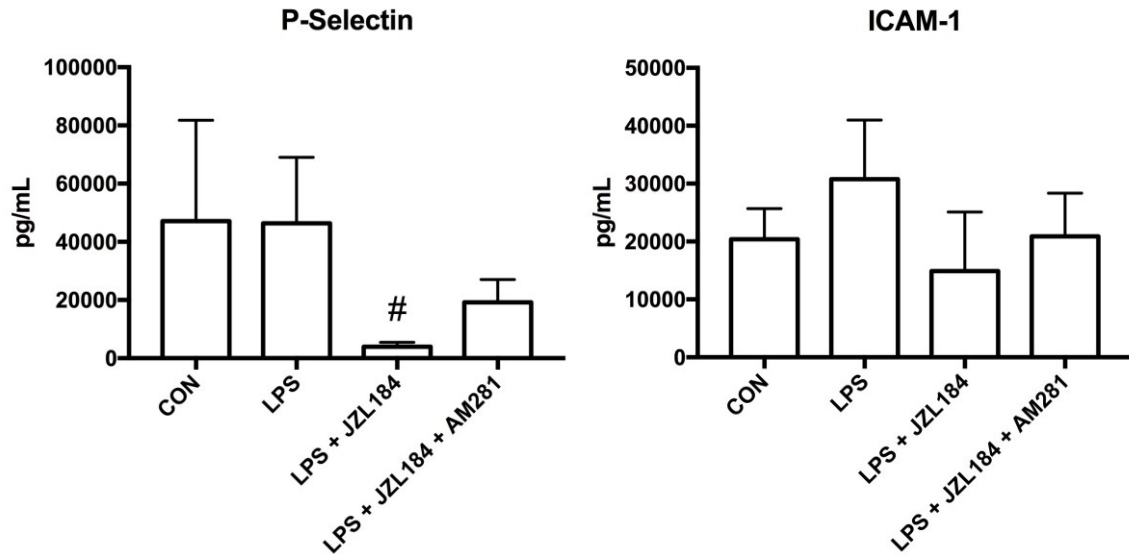 P-Selectin
pg/mL
100000
80000
60000
40000
20000
0
#
CON
LPS
LPS + JZL184
LPS + JZL184 + AM281
ICAM-1
pg/mL
50000
40000
30000
20000
10000
0
CON
LPS
LPS + JZL184
LPS + JZL184 + AM281